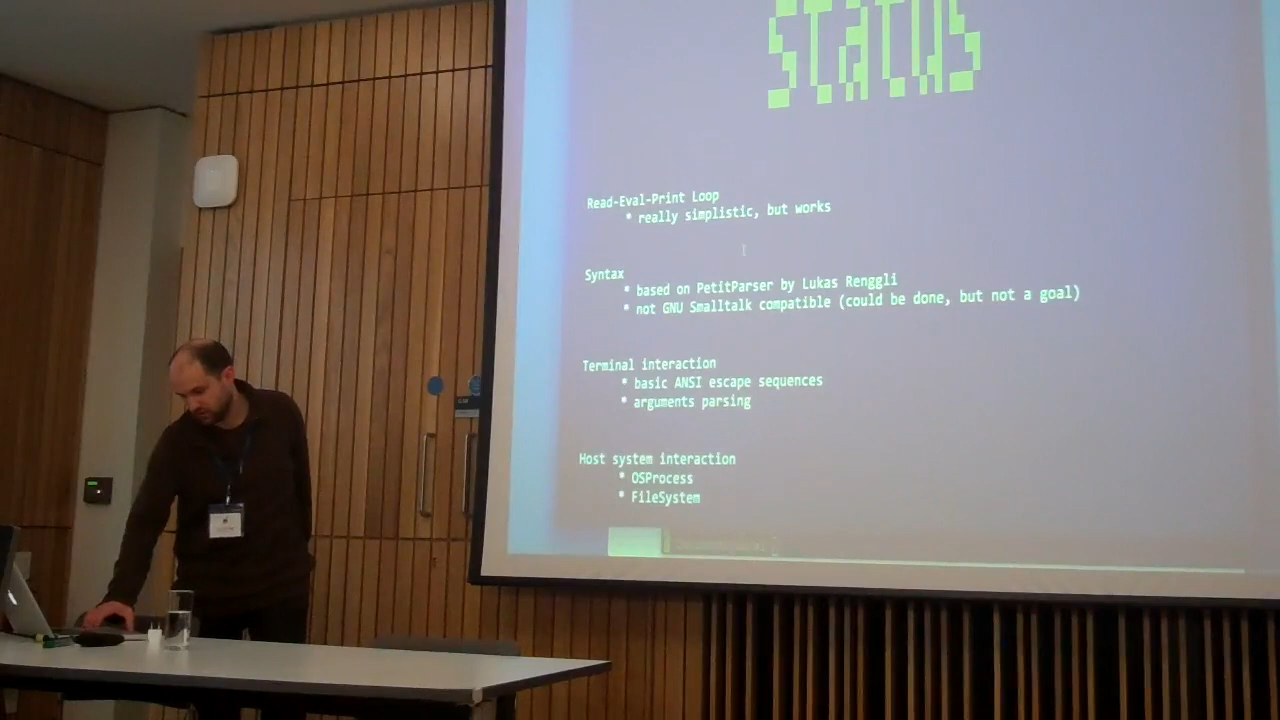 Status
Read-Eval-Print Loop
* really simplistic, but works
Syntax
* based on PetitParser by Lukas Renggli
* not GNU Smalltalk compatible (could be done, but not a goal)
Terminal interaction
* basic ANSI escape sequences
* arguments parsing
Host system interaction
* OSProcess
* FileSystem